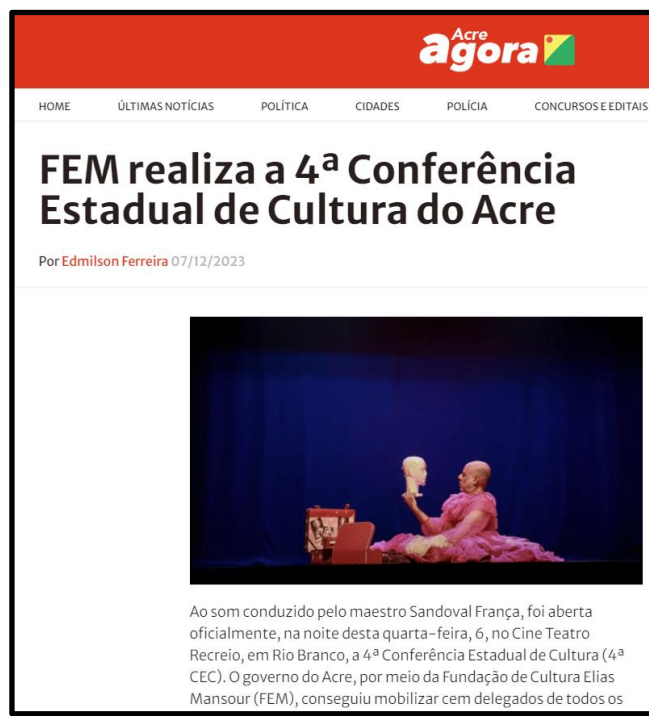 Acre
agora
HOME ÚLTIMAS NOTÍCIAS POLÍTICA CIDADES POLÍCIA CONCURSOS E EDITAIS
FEM realiza a 4ª Conferência
Estadual de Cultura do Acre
Por Edmilson Ferreira 07/12/2023
Ao som conduzido pelo maestro Sandoval França, foi aberta
oficialmente, na noite desta quarta-feira, 6, no Cine Teatro
Recreio, em Rio Branco, a 4ª Conferência Estadual de Cultura (4ª
CEC). O governo do Acre, por meio da Fundação de Cultura Elias
Mansour (FEM), conseguiu mobilizar cem delegados de todos os